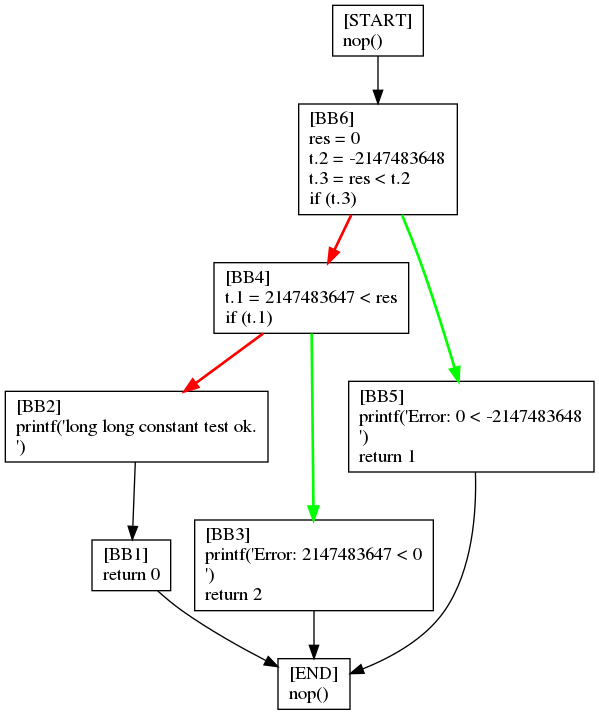 [START]
nop()
[BB6]
res = 0
t.2 = -2147483648
t.3 = res < t.2
if (t.3)
[BB4]
t.1 = 2147483647 < res
if (t.1)
[BB5]
printf('Error: 0 < -2147483648
')
return 1
[BB2]
printf('long long constant test ok.
')
[BB3]
printf('Error: 2147483647 < 0
')
return 2
[BB1]
return 0
[END]
nop()